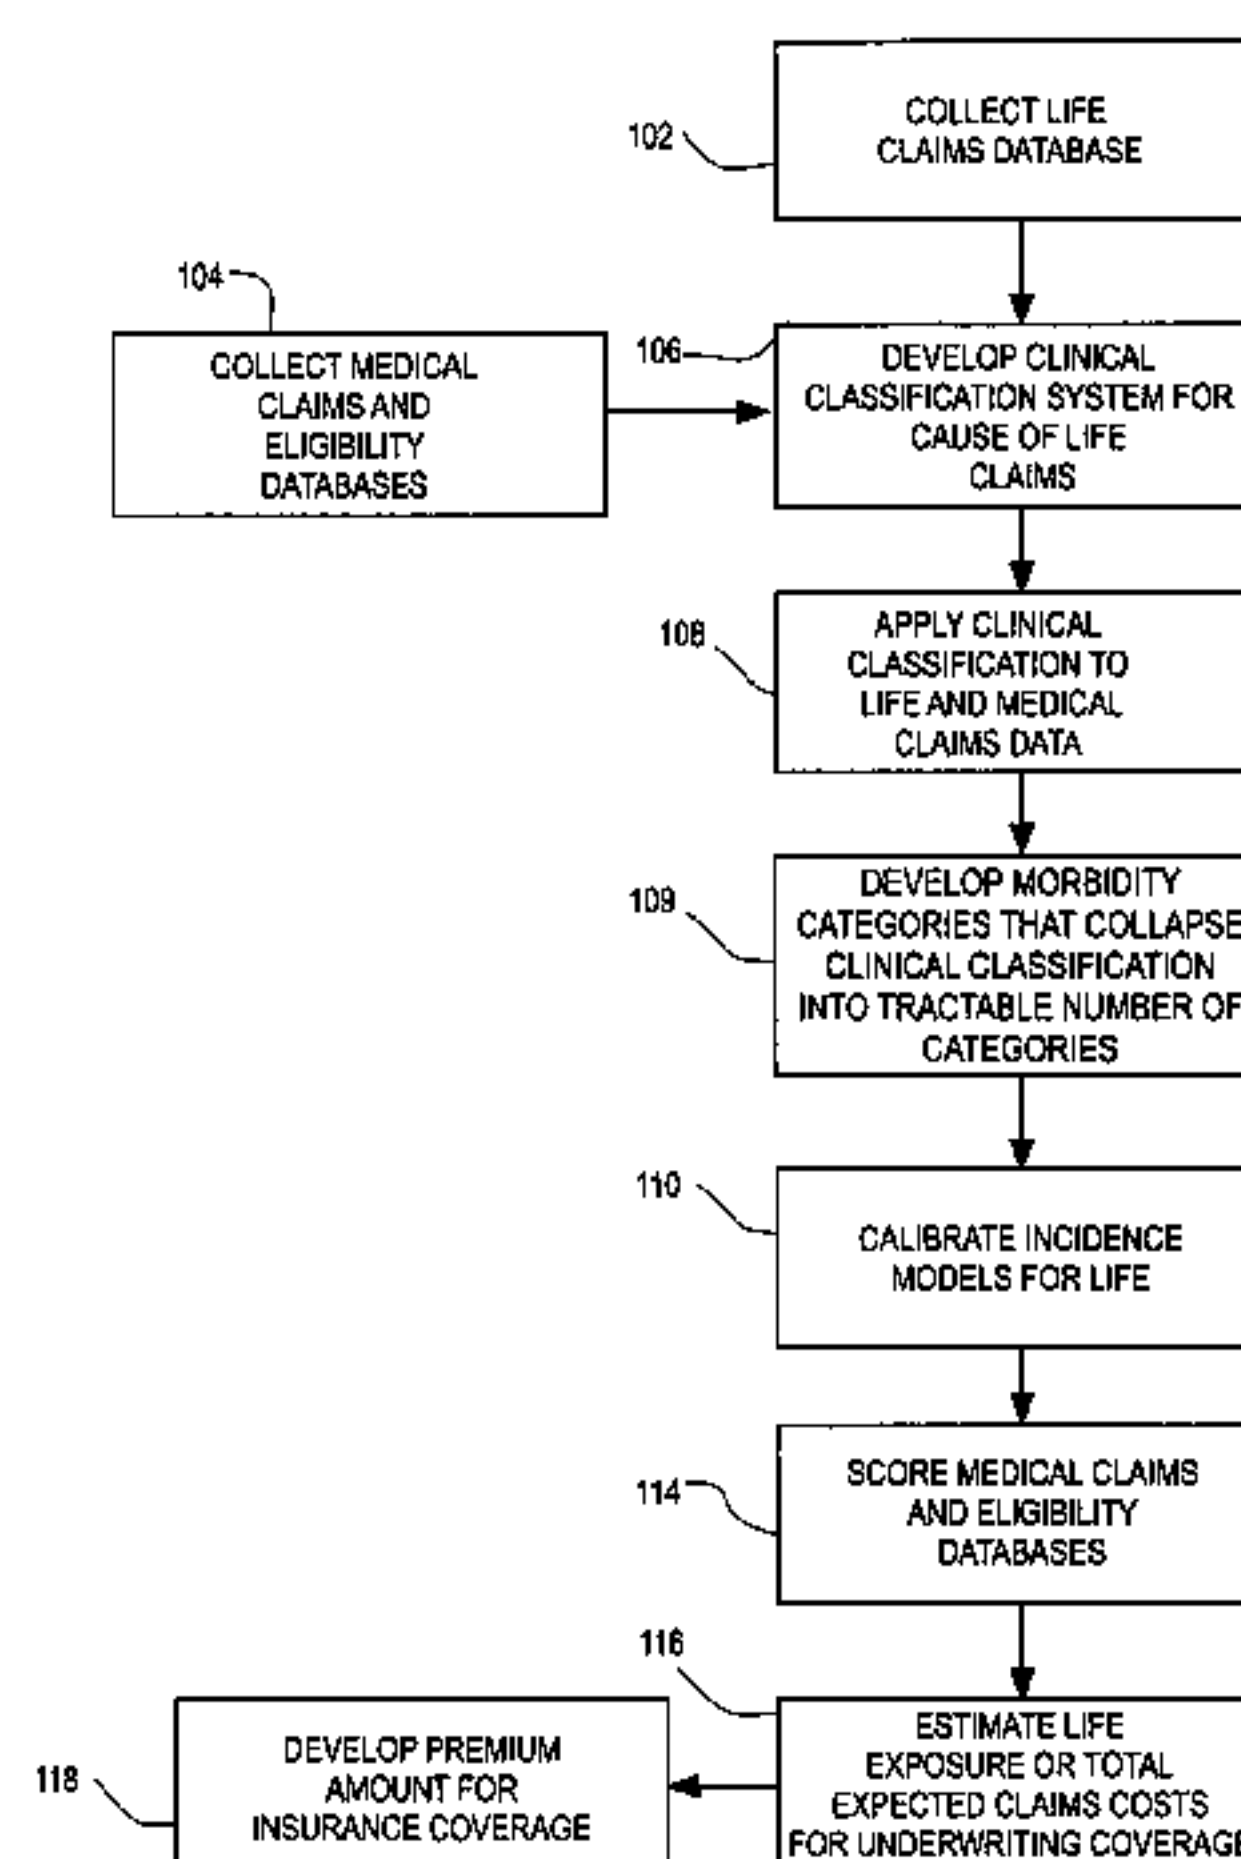 102
COLLECT LIFE
CLAIMS DATABASE
104
COLLECT MEDICAL
CLAIMS AND
ELIGIBILITY
DATABASES
106
DEVELOP CLINICAL
CLASSIFICATION SYSTEM FOR
CAUSE OF LIFE
CLAIMS
108
APPLY CLINICAL
CLASSIFICATION TO
LIFE AND MEDICAL
CLAIMS DATA
109
DEVELOP MORBIDITY
CATEGORIES THAT COLLAPSE
CLINICAL CLASSIFICATION
INTO TRACTABLE NUMBER OF
CATEGORIES
110
CALIBRATE INCIDENCE
MODELS FOR LIFE
114
SCORE MEDICAL CLAIMS
AND ELIGIBILITY
DATABASES
116
ESTIMATE LIFE
EXPOSURE OR TOTAL
EXPECTED CLAIMS COSTS
FOR UNDERWRITING COVERAGE
118
DEVELOP PREMIUM
AMOUNT FOR
INSURANCE COVERAGE